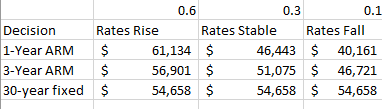 0.6 0.3 0.1
Decision Rates Rise Rates Stable Rates Fall
1-Year ARM $ 61,134 $ 46,443 $ 40,161
3-Year ARM $ 56,901 $ 51,075 $ 46,721
30-year fixed $ 54,658 $ 54,658 $ 54,658